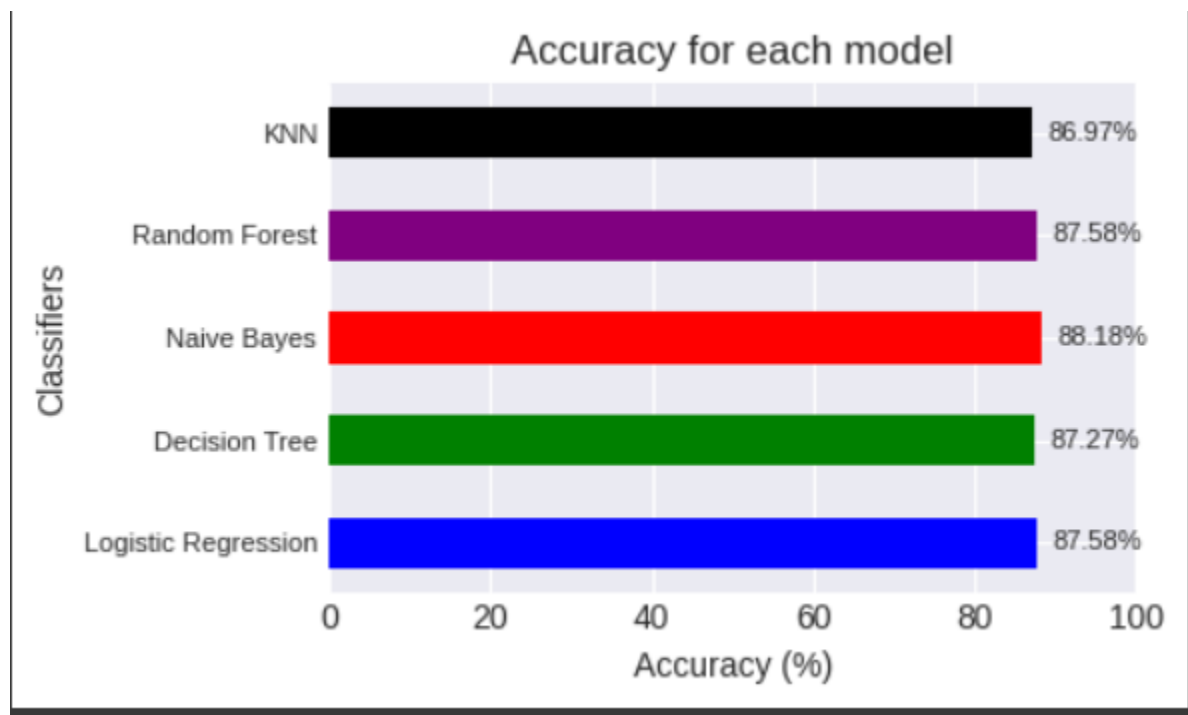 Accuracy for each model
KNN 86.97%
Random Forest 87.58%
Naive Bayes 88.18%
Decision Tree 87.27%
Logistic Regression 87.58%
Classifiers
0 20 40 60 80 100
Accuracy (%)